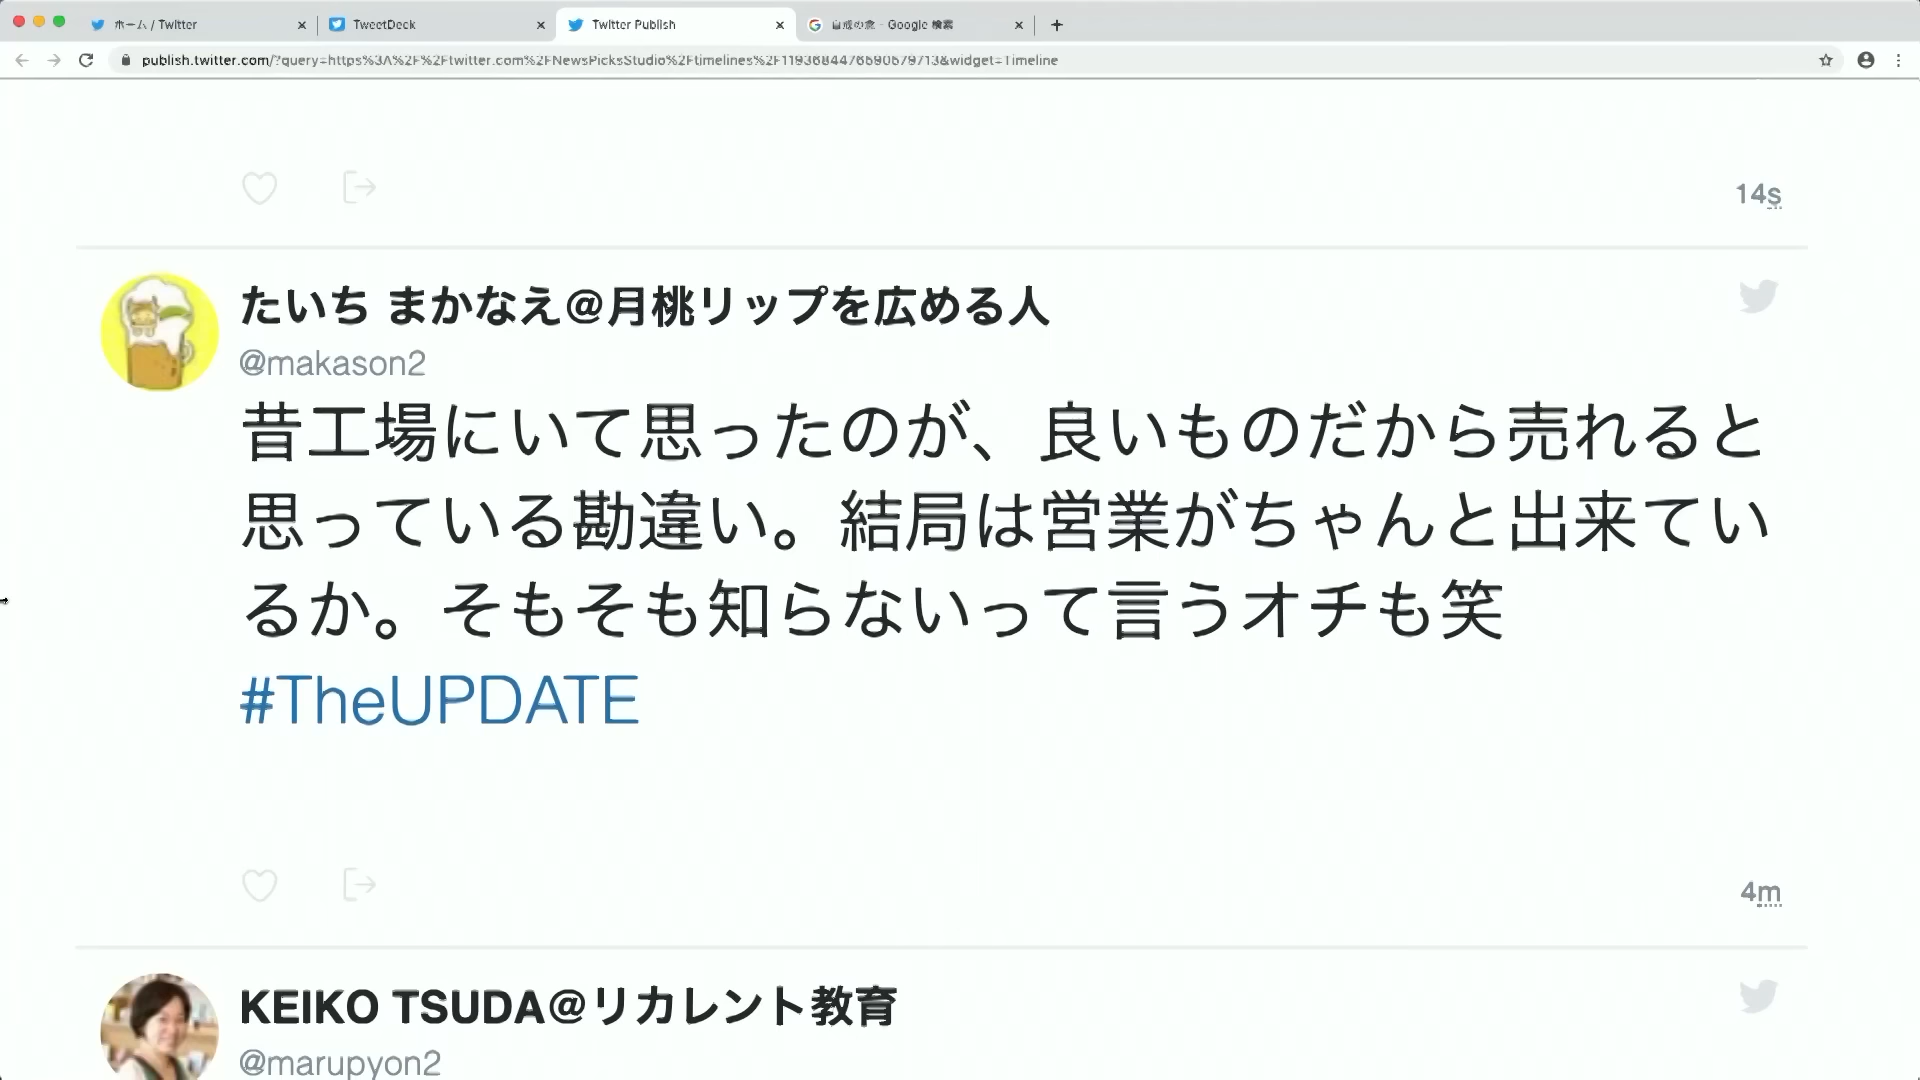 ホーム / Twitter
TweetDeck
Twitter Publish
自戒の念 - Google 検索
publish.twitter.com/?query=https%3A%2F%2Ftwitter.com%2FNewsPicksStudio%2Ftimelines%2F1193684476590579713&widget=Timeline
14s
たいち まかなえ@月桃リップを広める人
@makason2
昔工場にいて思ったのが、良いものだから売れると
思っている勘違い。結局は営業がちゃんと出来てい
るか。そもそも知らないって言うオチも笑
#TheUPDATE
4m
KEIKO TSUDA@リカレント教育
@marupyon2